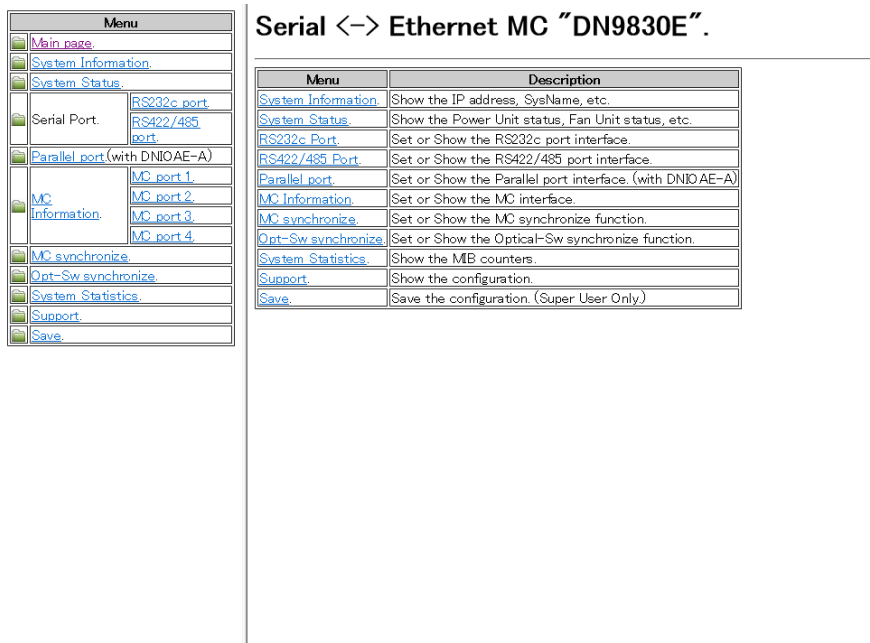 Menu
Main page.
System Information.
System Status.
Serial Port.
RS232c port.
RS422/485
port.
Parallel port.(with DNIOAE-A)
MC
Information.
MC port 1.
MC port 2.
MC port 3.
MC port 4.
MC synchronize.
Opt-Sw synchronize.
System Statistics.
Support.
Save.
Serial <-> Ethernet MC "DN9830E".
Menu Description
System Information. Show the IP address, SysName, etc.
System Status. Show the Power Unit status, Fan Unit status, etc.
RS232c Port. Set or Show the RS232c port interface.
RS422/485 Port. Set or Show the RS422/485 port interface.
Parallel port. Set or Show the Parallel port interface. (with DNIOAE-A)
MC Information. Set or Show the MC interface.
MC synchronize. Set or Show the MC synchronize function.
Opt-Sw synchronize. Set or Show the Optical-Sw synchronize function.
System Statistics. Show the MIB counters.
Support. Show the configuration.
Save. Save the configuration. (Super User Only.)